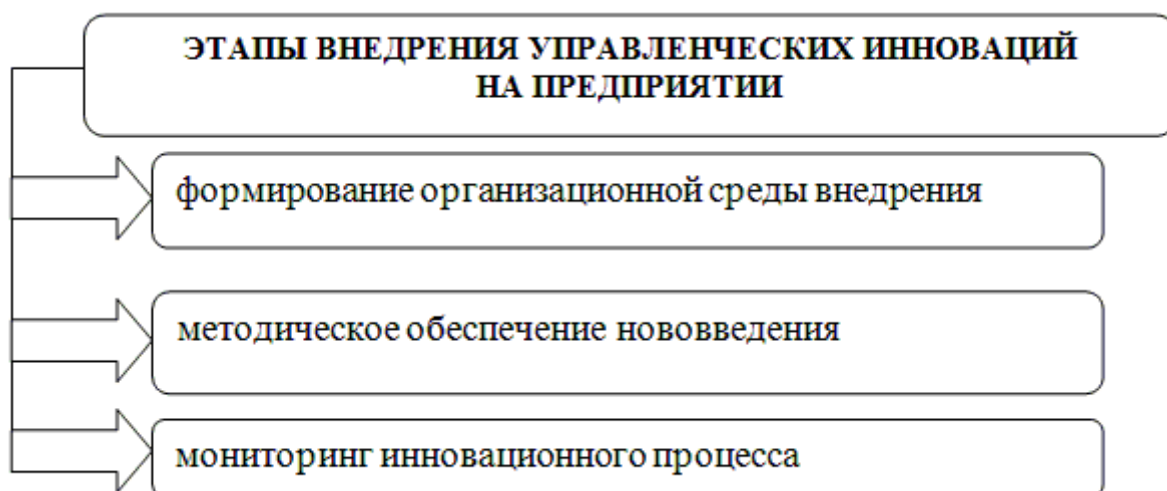 ЭТАПЫ ВНЕДРЕНИЯ УПРАВЛЕНЧЕСКИХ ИННОВАЦИЙ
НА ПРЕДПРИЯТИИ
формирование организационной среды внедрения
методическое обеспечение нововведения
мониторинг инновационного процесса